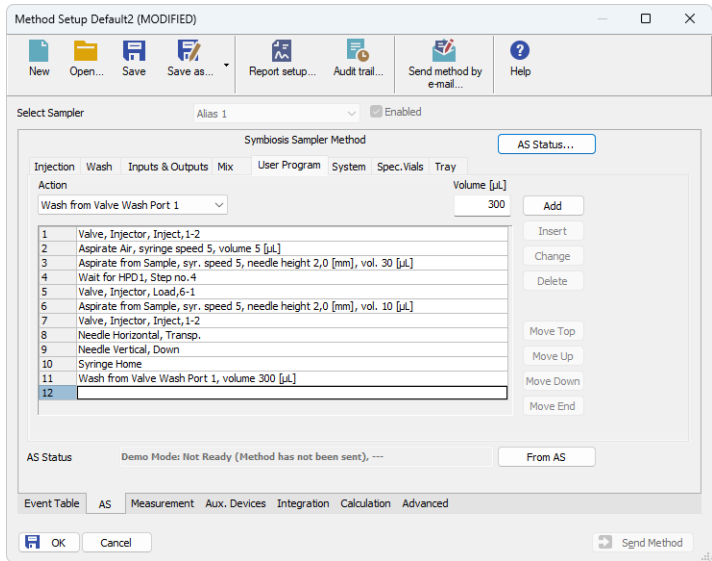 Method Setup Default2 (MODIFIED)
New Open... Save Save as... Report setup... Audit trail... Send method by e-mail... Help
Select Sampler Alias 1 Enabled
Symbiosis Sampler Method AS Status...
Injection Wash Inputs & Outputs Mix User Program System Spec.Vials Tray
Action Volume [µL]
Wash from Valve Wash Port 1 300 Add
1 Valve, Injector, Inject,1-2 Insert
2 Aspirate Air, syringe speed 5, volume 5 [µL]
3 Aspirate from Sample, syr. speed 5, needle height 2,0 [mm], vol. 30 [µL] Change
4 Wait for HPD1, Step no.4
5 Valve, Injector, Load,6-1 Delete
6 Aspirate from Sample, syr. speed 5, needle height 2,0 [mm], vol. 10 [µL]
7 Valve, Injector, Inject,1-2
8 Needle Horizontal, Transp. Move Top
9 Needle Vertical, Down Move Up
10 Syringe Home
11 Wash from Valve Wash Port 1, volume 300 [µL] Move Down
12
Move End
AS Status Demo Mode: Not Ready (Method has not been sent), --- From AS
Event Table AS Measurement Aux. Devices Integration Calculation Advanced
OK Cancel Send Method